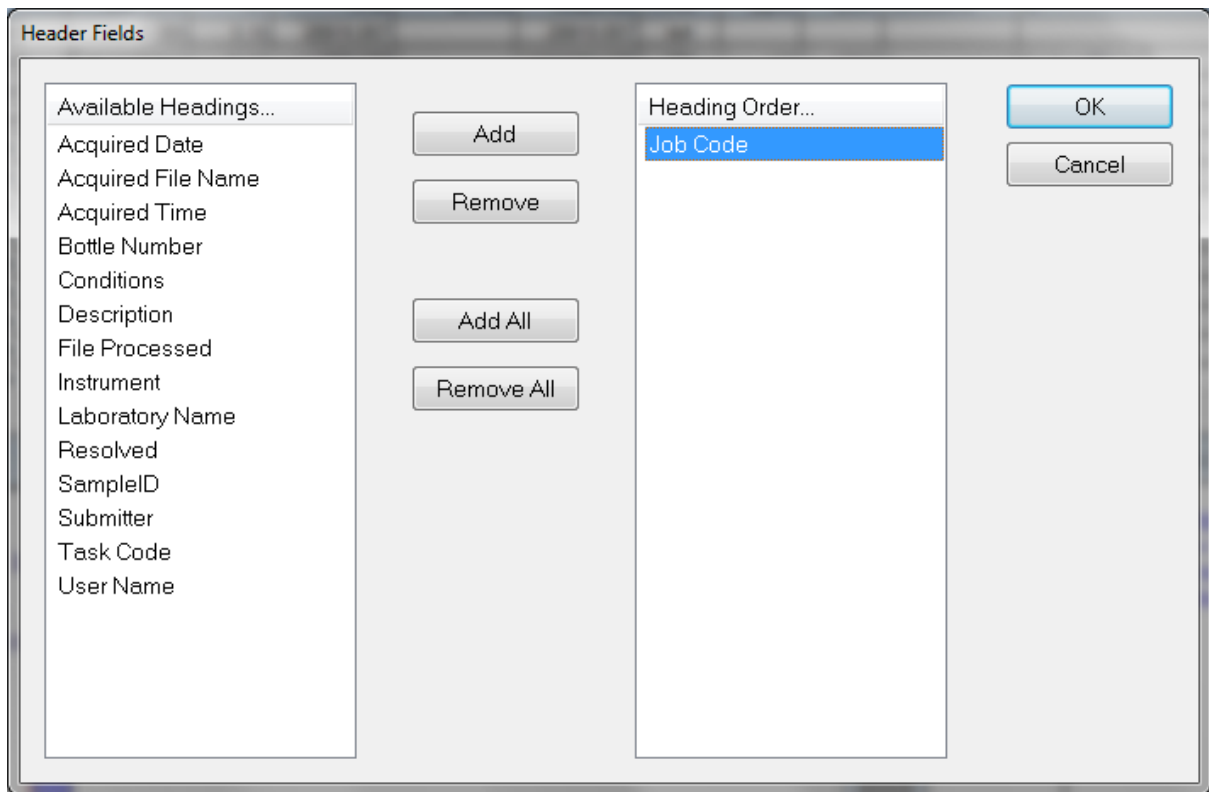 Header Fields
Available Headings...
Acquired Date
Acquired File Name
Acquired Time
Bottle Number
Conditions
Description
File Processed
Instrument
Laboratory Name
Resolved
SampleID
Submitter
Task Code
User Name
Add
Remove
Add All
Remove All
Heading Order...
Job Code
OK
Cancel